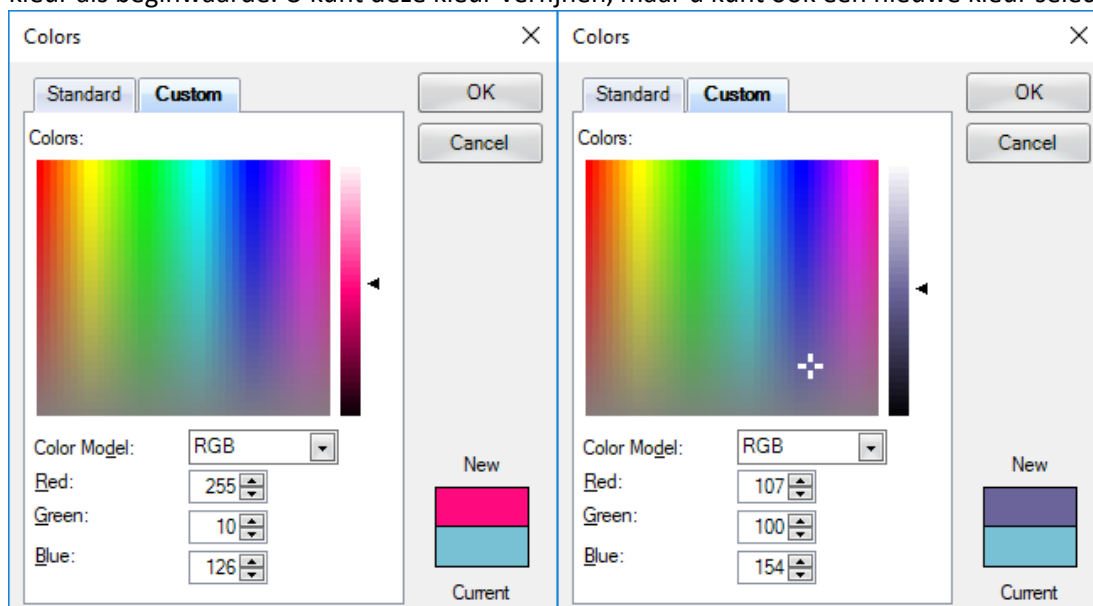 kleur als beginwaarde. U kunt deze kleur verfijnen, maar u kunt ook een nieuwe kleur
Colors
Standard Custom
OK
Colors:
Cancel
Color Model: RGB
Red: 255
New
Green: 10
Blue: 126
Current
Colors
Standard Custom
OK
Colors:
Cancel
Color Model: RGB
Red: 107
New
Green: 100
Blue: 154
Current